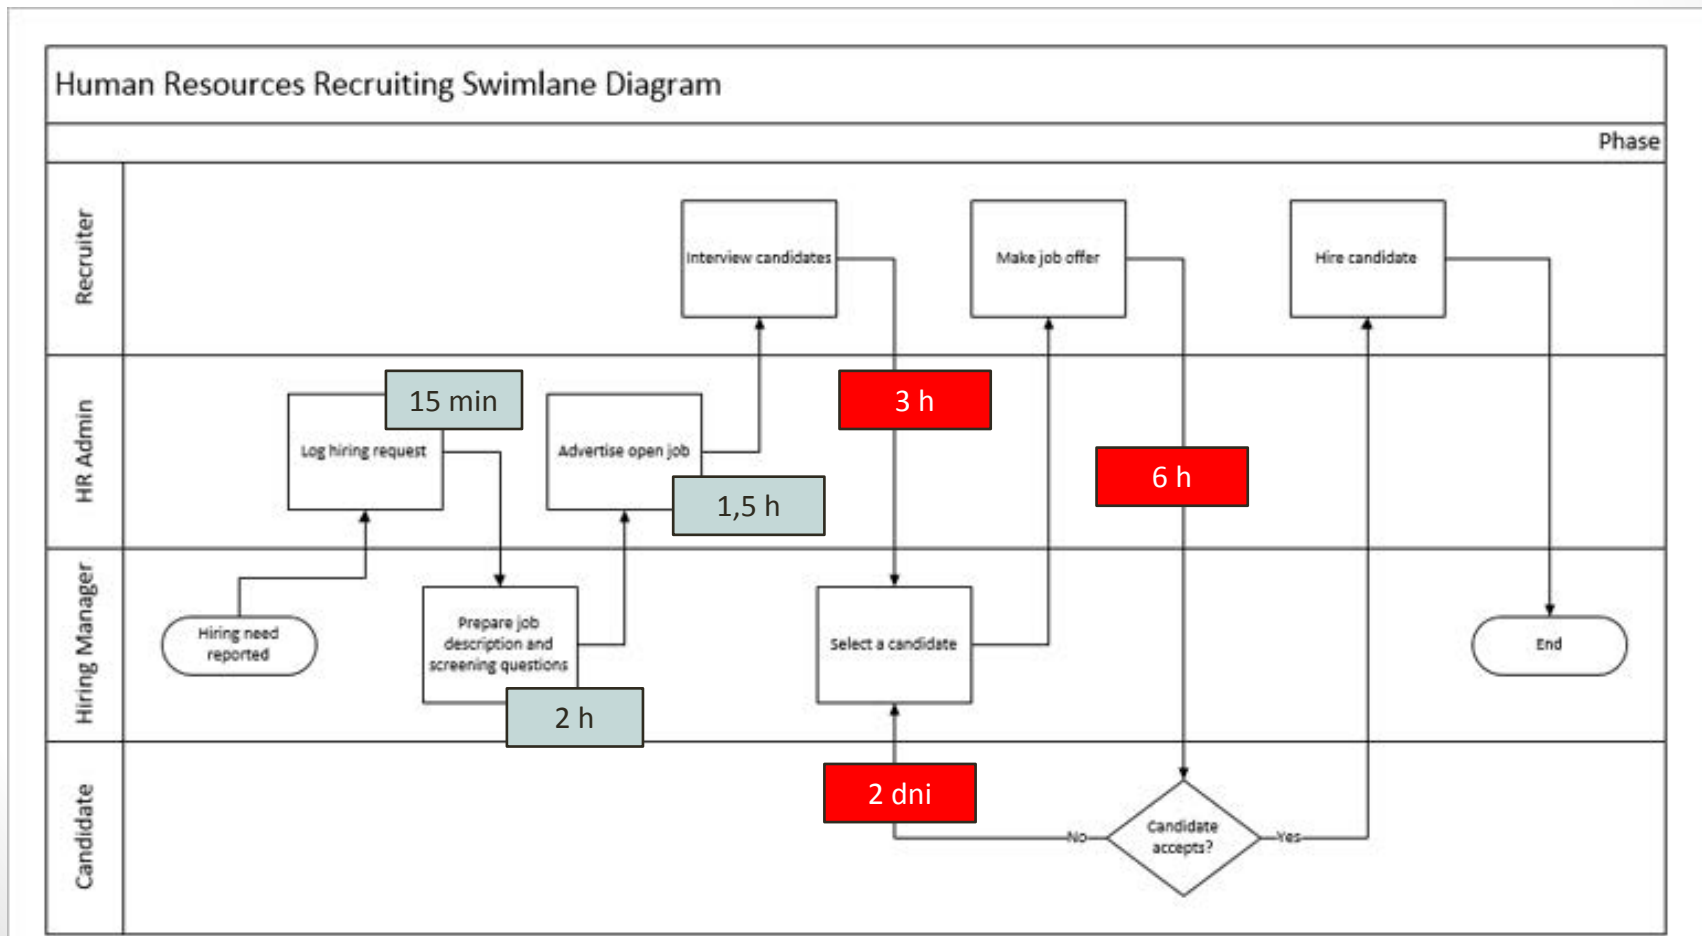 Human Resources Recruiting Swimlane Diagram
Phase
Recruiter
Interview candidates
Make job offer
Hire candidate
HR Admin
15 min
Log hiring request
Advertise open job
1,5 h
3 h
6 h
Hiring Manager
Hiring need
reported
Prepare job
description and
screening questions
2 h
Select a candidate
End
Candidate
2 dni
No
Candidate
accepts?
Yes